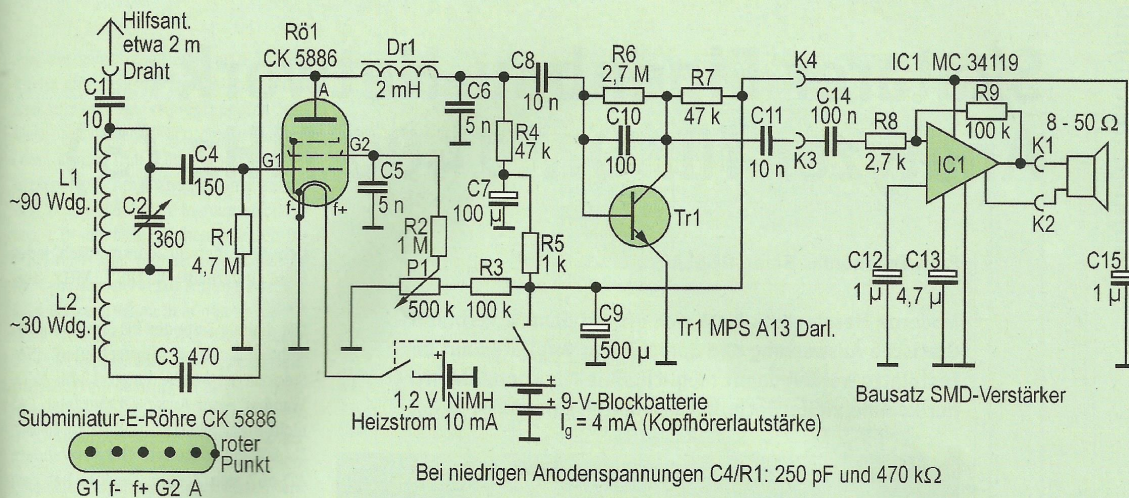 Hilfsant.
etwa 2 m
Draht
C1
10
L1
~90 Wdg.
C2
360
C4
150
R1
4,7 M
L2
~30 Wdg.
C3 470
Rö1
CK 5886
A
G1
G2
f-
f+
Dr1
2 mH
C5
5 n
C6
5 n
R4
47 k
C7
100 µ
R2
1 M
P1
500 k
R3
100 k
R5
1 k
C8
10 n
R6
2,7 M
R7
47 k
C10
100
Tr1
C9
500 µ
Tr1 MPS A13 Darl.
C11
10 n
K4
K3
C14
100 n
R8
2,7 k
IC1 MC 34119
R9
100 k
IC1
8 - 50 Ω
K1
K2
C12
1 µ
C13
4,7 µ
C15
1 µ
Bausatz SMD-Verstärker
+
1,2 V NiMH
Heizstrom 10 mA
+
+
9-V-Blockbatterie
Ig = 4 mA (Kopfhörerlautstärke)
Subminiatur-E-Röhre CK 5886
roter
Punkt
G1 f- f+ G2 A
Bei niedrigen Anodenspannungen C4/R1: 250 pF und 470 kΩ